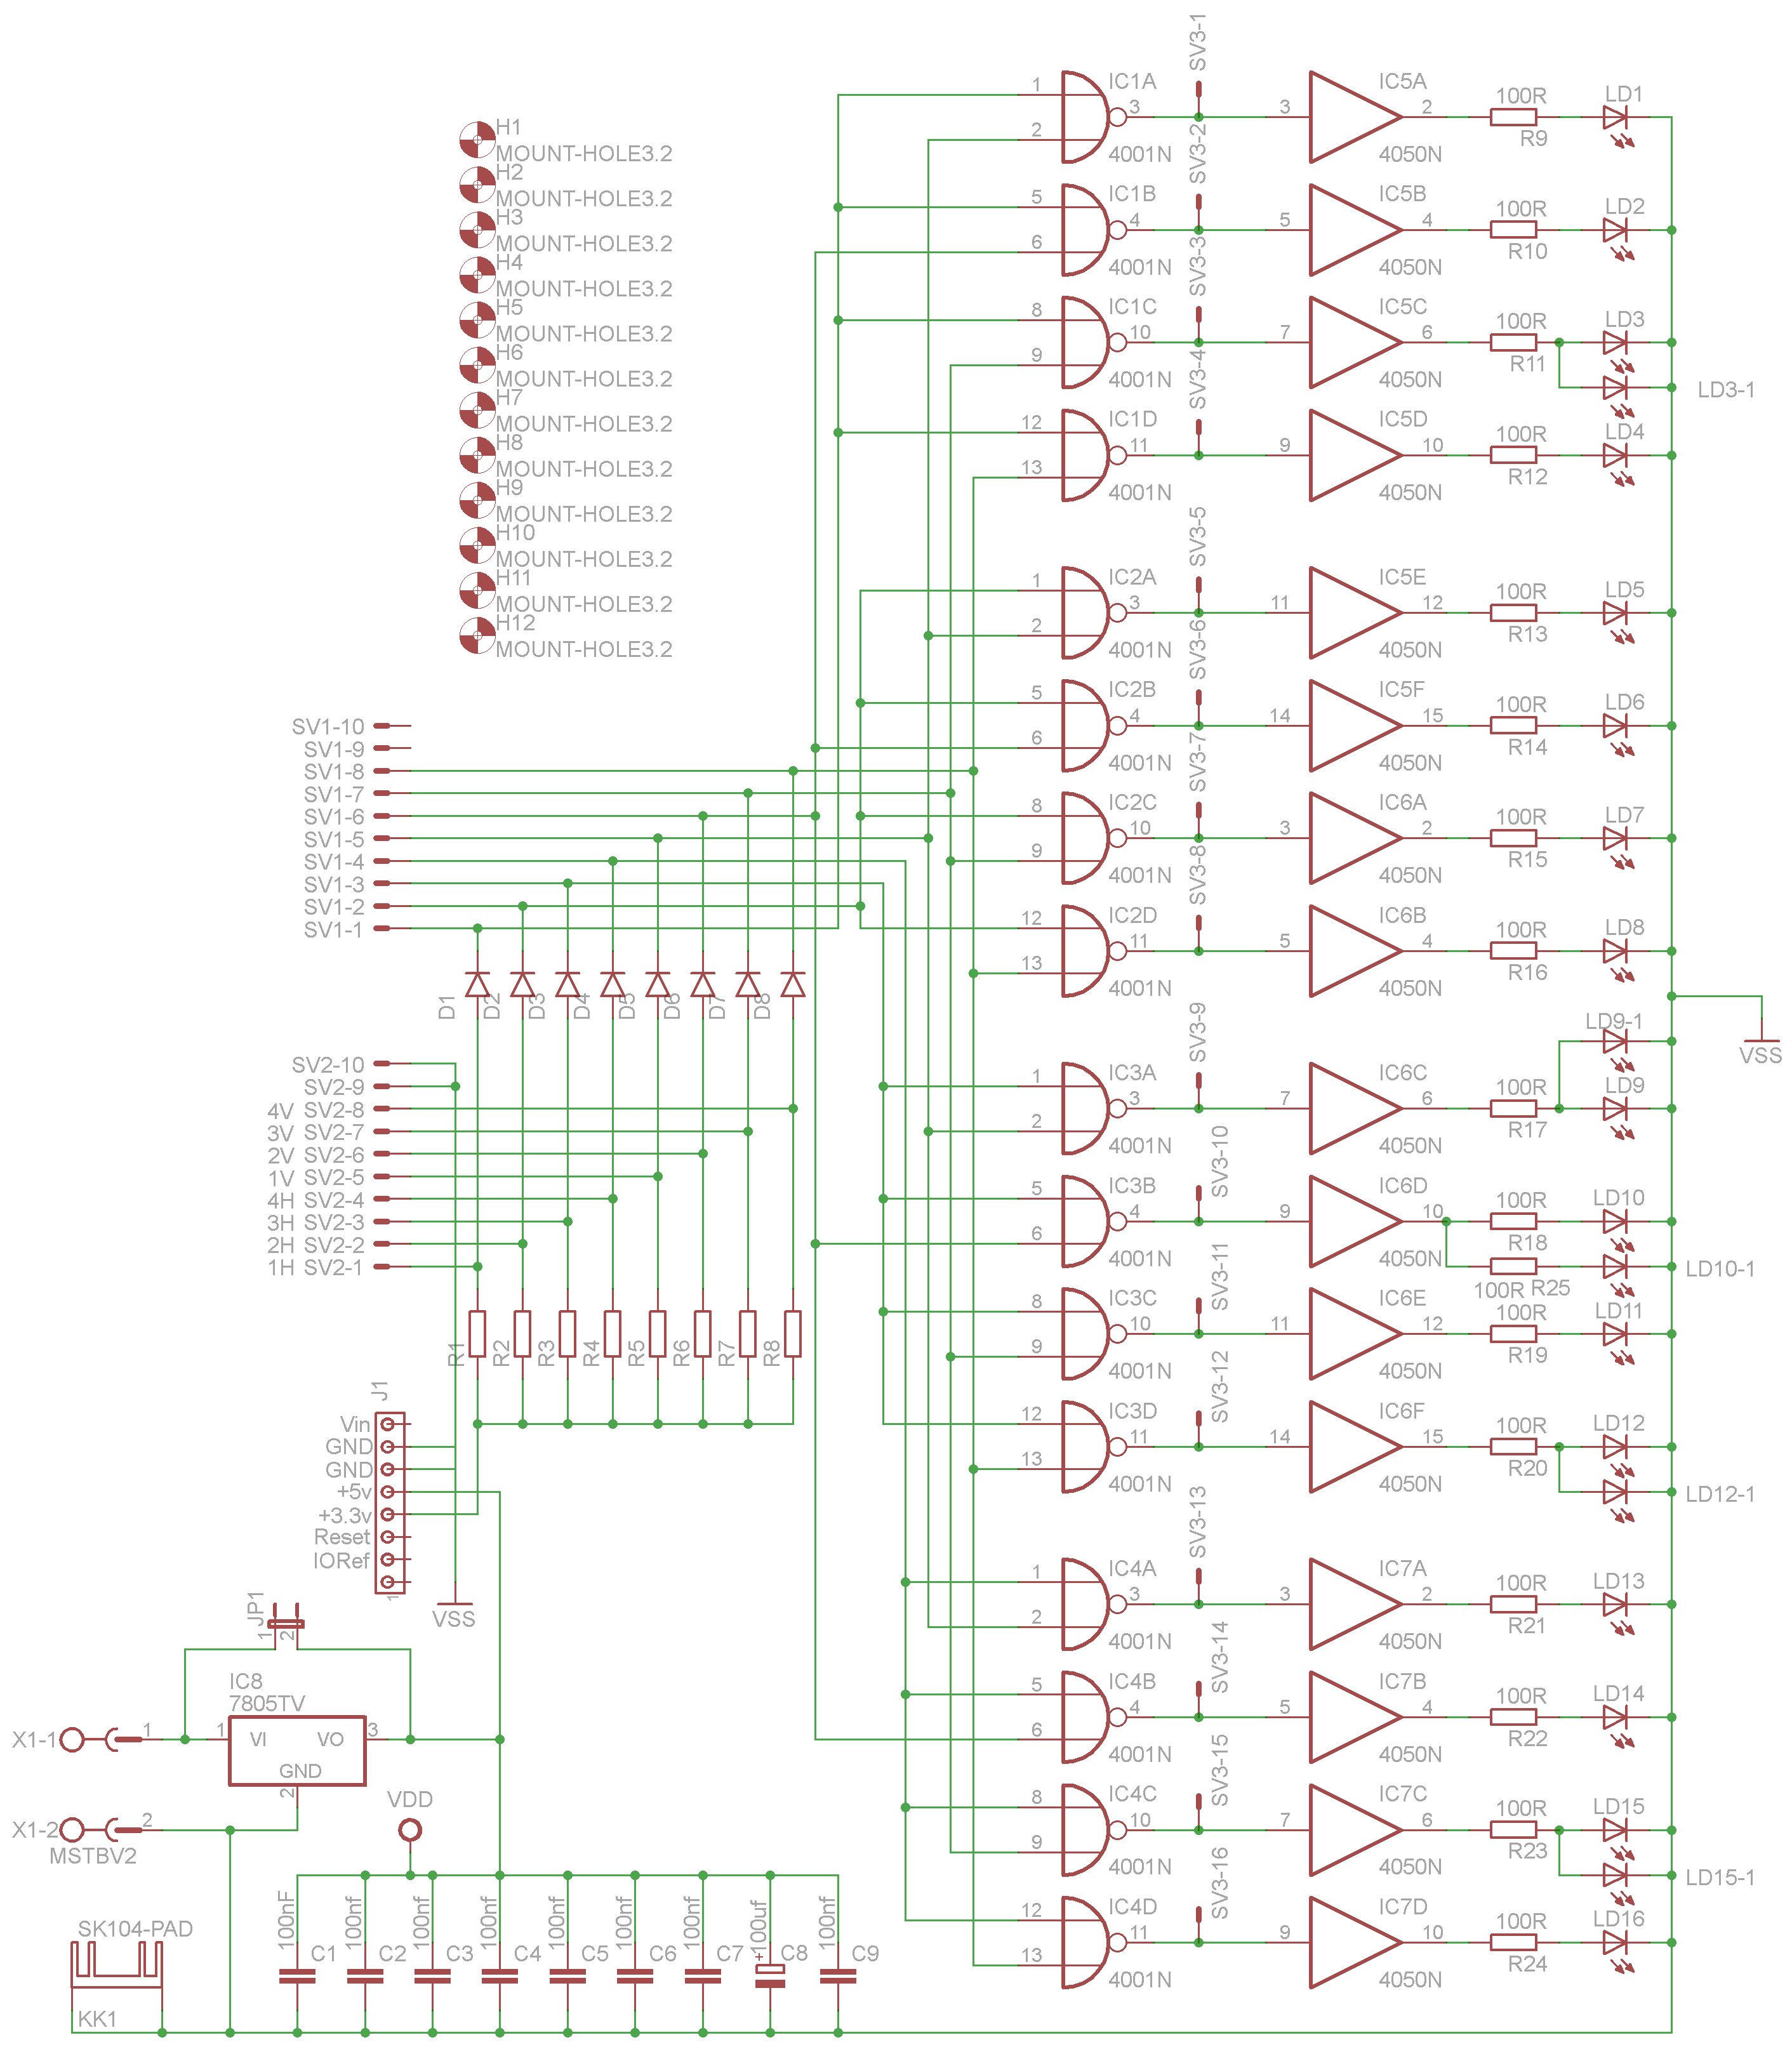 H1
MOUNT-HOLE3.2
H2
MOUNT-HOLE3.2
H3
MOUNT-HOLE3.2
H4
MOUNT-HOLE3.2
H5
MOUNT-HOLE3.2
H6
MOUNT-HOLE3.2
H7
MOUNT-HOLE3.2
H8
MOUNT-HOLE3.2
H9
MOUNT-HOLE3.2
H10
MOUNT-HOLE3.2
H11
MOUNT-HOLE3.2
H12
MOUNT-HOLE3.2
SV1-10
SV1-9
SV1-8
SV1-7
SV1-6
SV1-5
SV1-4
SV1-3
SV1-2
SV1-1
D1 D2 D3 D4 D5 D6 D7 D8
SV2-10
SV2-9
4V SV2-8
3V SV2-7
2V SV2-6
1V SV2-5
4H SV2-4
3H SV2-3
2H SV2-2
1H SV2-1
R1 R2 R3 R4 R5 R6 R7 R8
J1
Vin
GND
GND
+5v
+3.3v
Reset
IORef
1
VSS
JP1
1 2
IC8
7805TV
X1-1 1 1 VI VO 3
GND
2
X1-2 2
MSTBV2
VDD
100nF 100nf 100nf 100nf 100nf 100nf 100nf +100uf 100nf
C1 C2 C3 C4 C5 C6 C7 C8 C9
SK104-PAD
KK1
SV3-1
1 IC1A 3 IC5A 100R LD1
2 3 2
4001N 4050N R9
SV3-2
5 IC1B 5 IC5B 100R LD2
6 4 4
4001N 4050N R10
SV3-3
8 IC1C 7 IC5C 100R LD3
9 10 6
4001N 4050N R11 LD3-1
SV3-4
12 IC1D 9 IC5D 100R LD4
13 11 10
4001N 4050N R12
SV3-5
1 IC2A 11 IC5E 100R LD5
2 3 12
4001N 4050N R13
SV3-6
5 IC2B 14 IC5F 100R LD6
6 4 15
4001N 4050N R14
SV3-7
8 IC2C 3 IC6A 100R LD7
9 10 2
4001N 4050N R15
SV3-8
12 IC2D 5 IC6B 100R LD8
13 11 4
4001N 4050N R16
VSS
SV3-9
LD9-1
1 IC3A 7 IC6C 100R LD9
2 3 6
4001N 4050N R17
SV3-10
5 IC3B 9 IC6D 100R LD10
6 4 10
4001N 4050N R18 LD10-1
100R R25
SV3-11
8 IC3C 11 IC6E 100R LD11
9 10 12
4001N 4050N R19
SV3-12
12 IC3D 14 IC6F 100R LD12
13 11 15
4001N 4050N R20 LD12-1
SV3-13
1 IC4A 3 IC7A 100R LD13
2 3 2
4001N 4050N R21
SV3-14
5 IC4B 5 IC7B 100R LD14
6 4 4
4001N 4050N R22
SV3-15
8 IC4C 7 IC7C 100R LD15
9 10 6
4001N 4050N R23 LD15-1
SV3-16
12 IC4D 9 IC7D 100R LD16
13 11 10
4001N 4050N R24